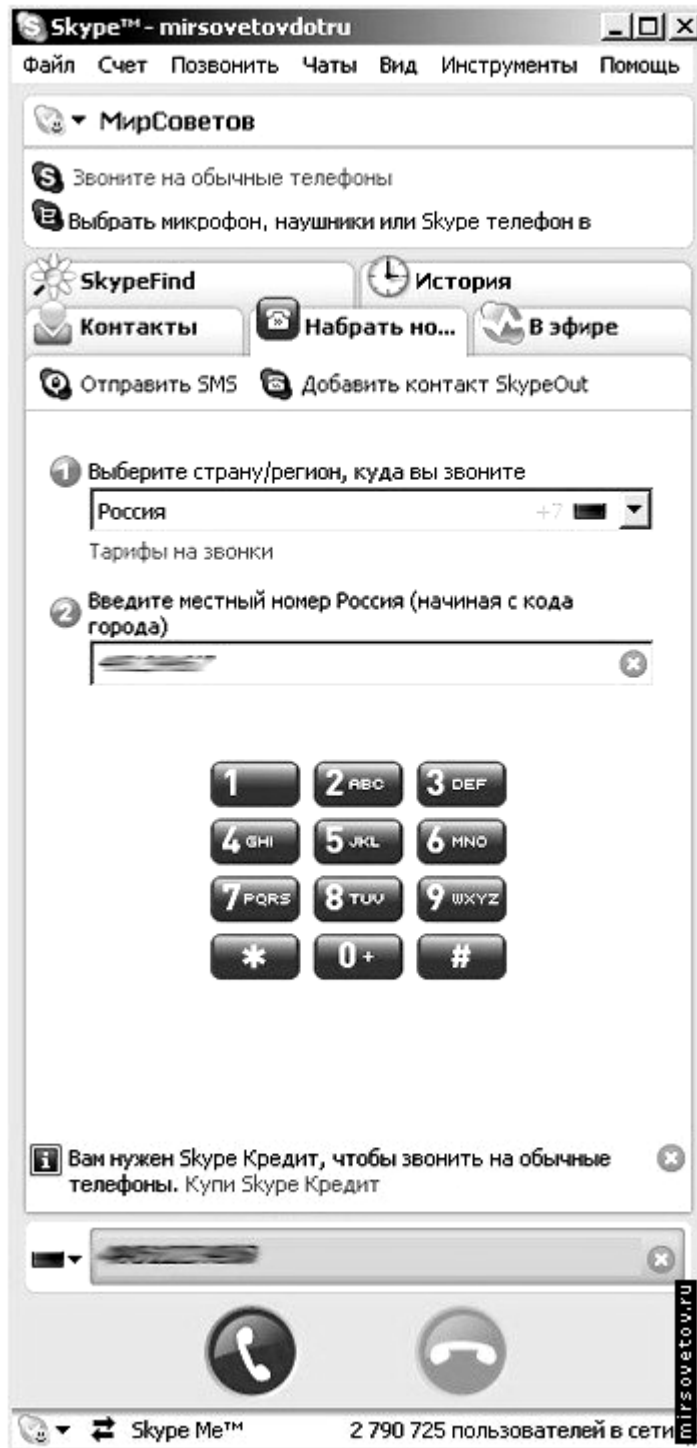 Skype™ - mirsovetovdotru
Файл Счет Позвонить Чаты Вид Инструменты Помощь
МирСоветов
Звоните на обычные телефоны
Выбрать микрофон, наушники или Skype телефон в
SkypeFind История
Контакты Набрать но... В эфире
Отправить SMS Добавить контакт SkypeOut
1 Выберите страну/регион, куда вы звоните
Россия +7
Тарифы на звонки
2 Введите местный номер Россия (начиная с кода
города)
1 2 ABC 3 DEF
4 GHI 5 JKL 6 MNO
7 PQRS 8 TUV 9 WXYZ
* 0 + #
Вам нужен Skype Кредит, чтобы звонить на обычные
телефоны. Купи Skype Кредит
mirsovetov.ru
Skype Me™ 2 790 725 пользователей в сети